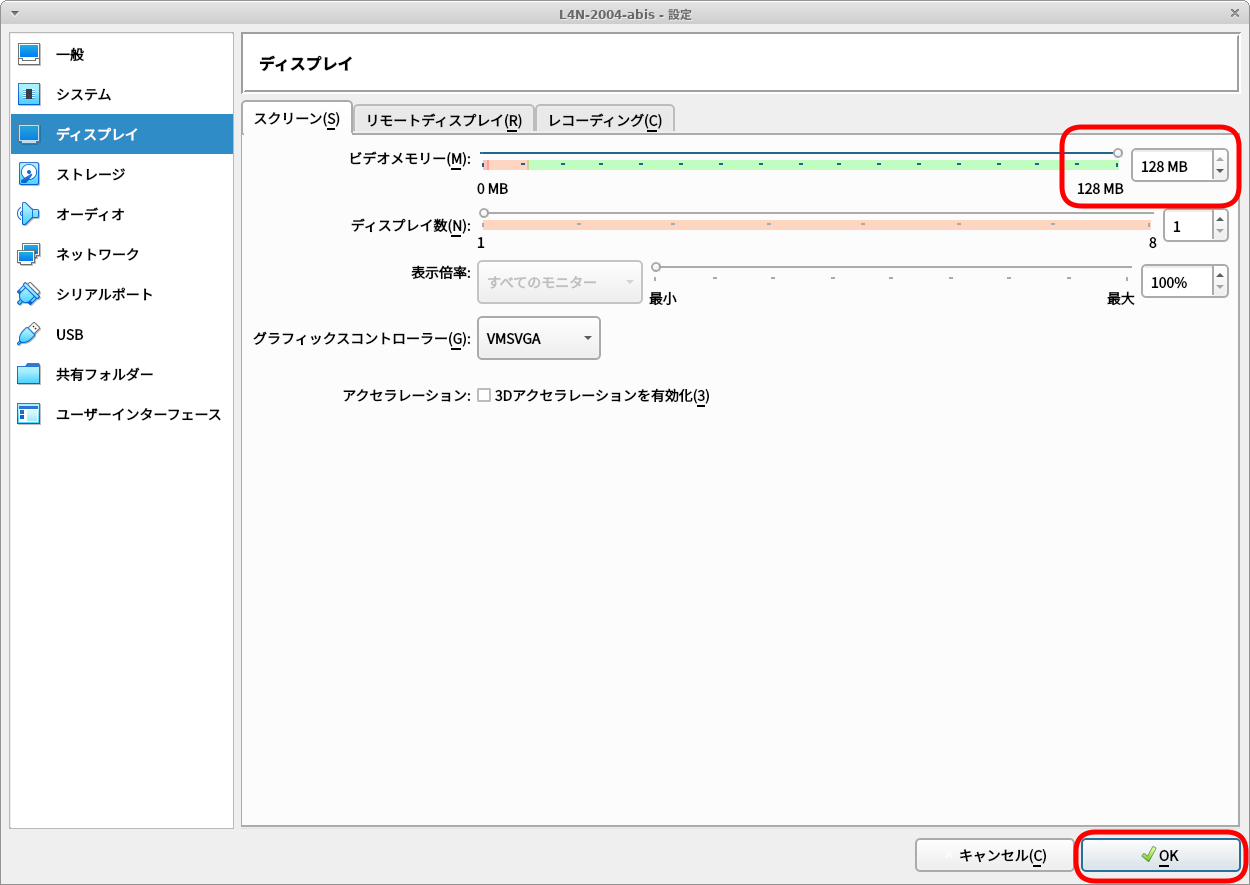 L4N-2004-abis - 設定
一般
システム
ディスプレイ
ストレージ
オーディオ
ネットワーク
シリアルポート
USB
共有フォルダー
ユーザーインターフェース
ディスプレイ
スクリーン(S) リモートディスプレイ(R) レコーディング(C)
ビデオメモリー(M): 128 MB
0 MB 128 MB
ディスプレイ数(N): 1
1 8
表示倍率: すべてのモニター 100%
最小 最大
グラフィックスコントローラー(G): VMSVGA
アクセラレーション: 3Dアクセラレーションを有効化(3)
キャンセル(C) OK